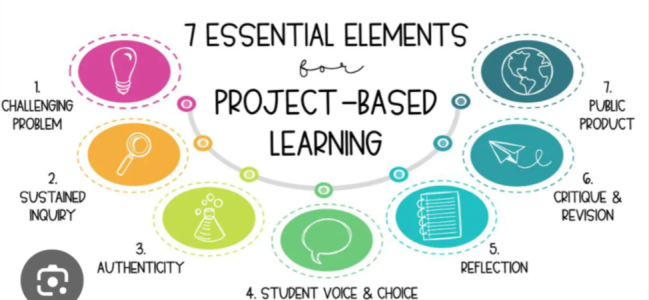 7 ESSENTIAL ELEMENTS
for
PROJECT-BASED
LEARNING
1.
CHALLENGING
PROBLEM
2.
SUSTAINED
INQUIRY
3.
AUTHENTICITY
4. STUDENT VOICE & CHOICE
5.
REFLECTION
6.
CRITIQUE &
REVISION
7.
PUBLIC
PRODUCT